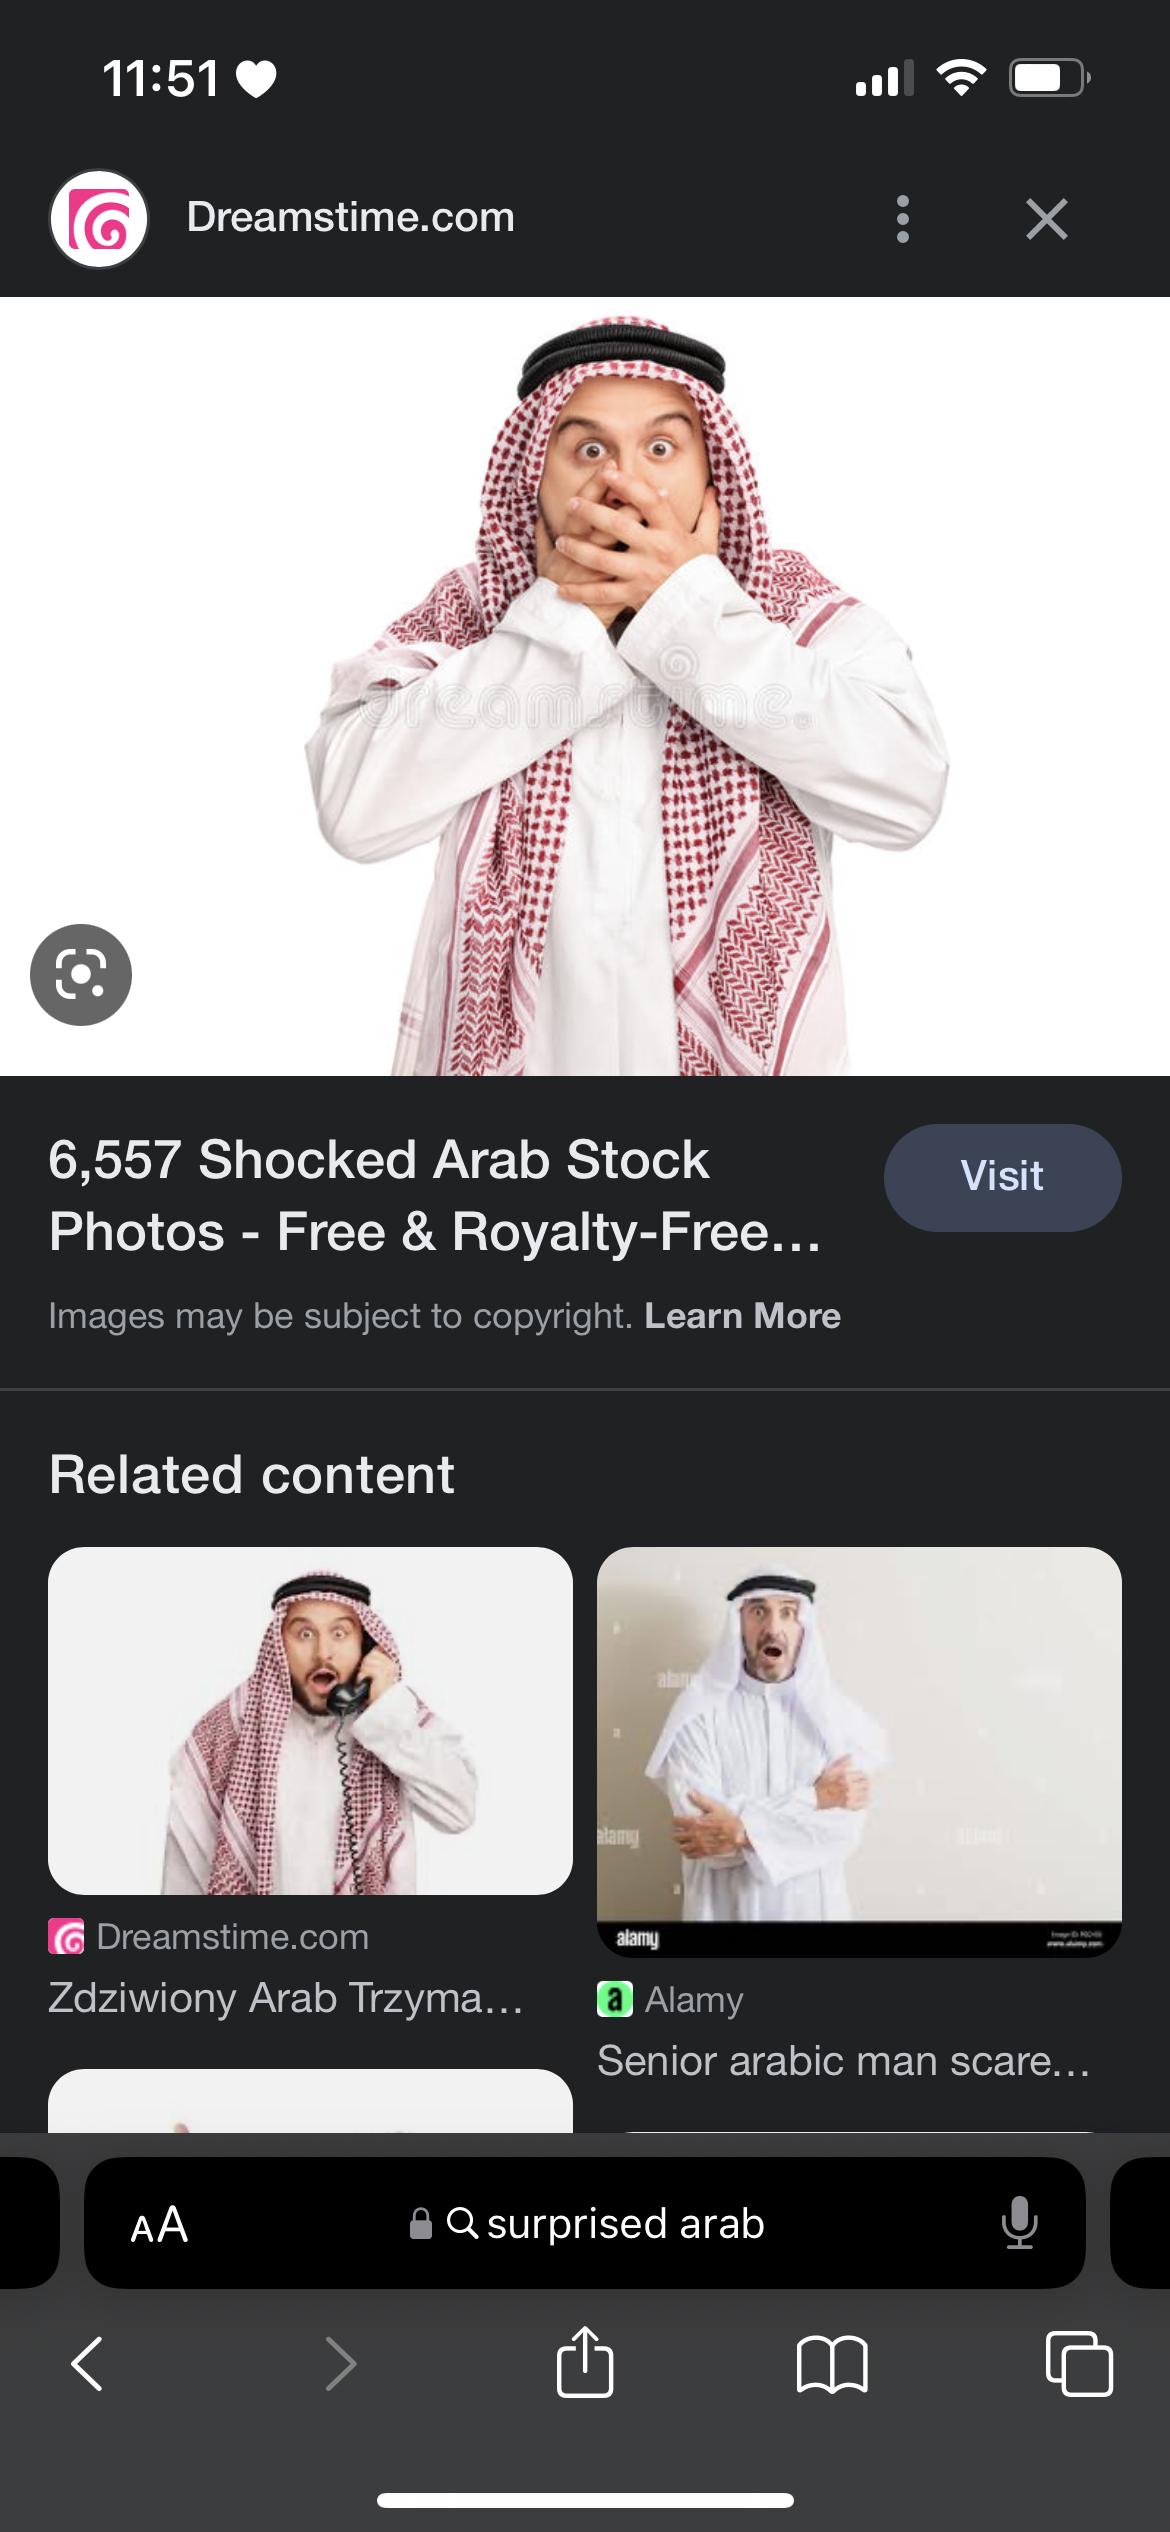 11:51
Dreamstime.com
dreamstime.
6,557 Shocked Arab Stock
Photos - Free & Royalty-Free...
Visit
Images may be subject to copyright. Learn More
Related content
alamy
a
a
alamy
alamy
Dreamstime.com
Zdziwiony Arab Trzyma...
a Alamy
Senior arabic man scare...
AA
surprised arab